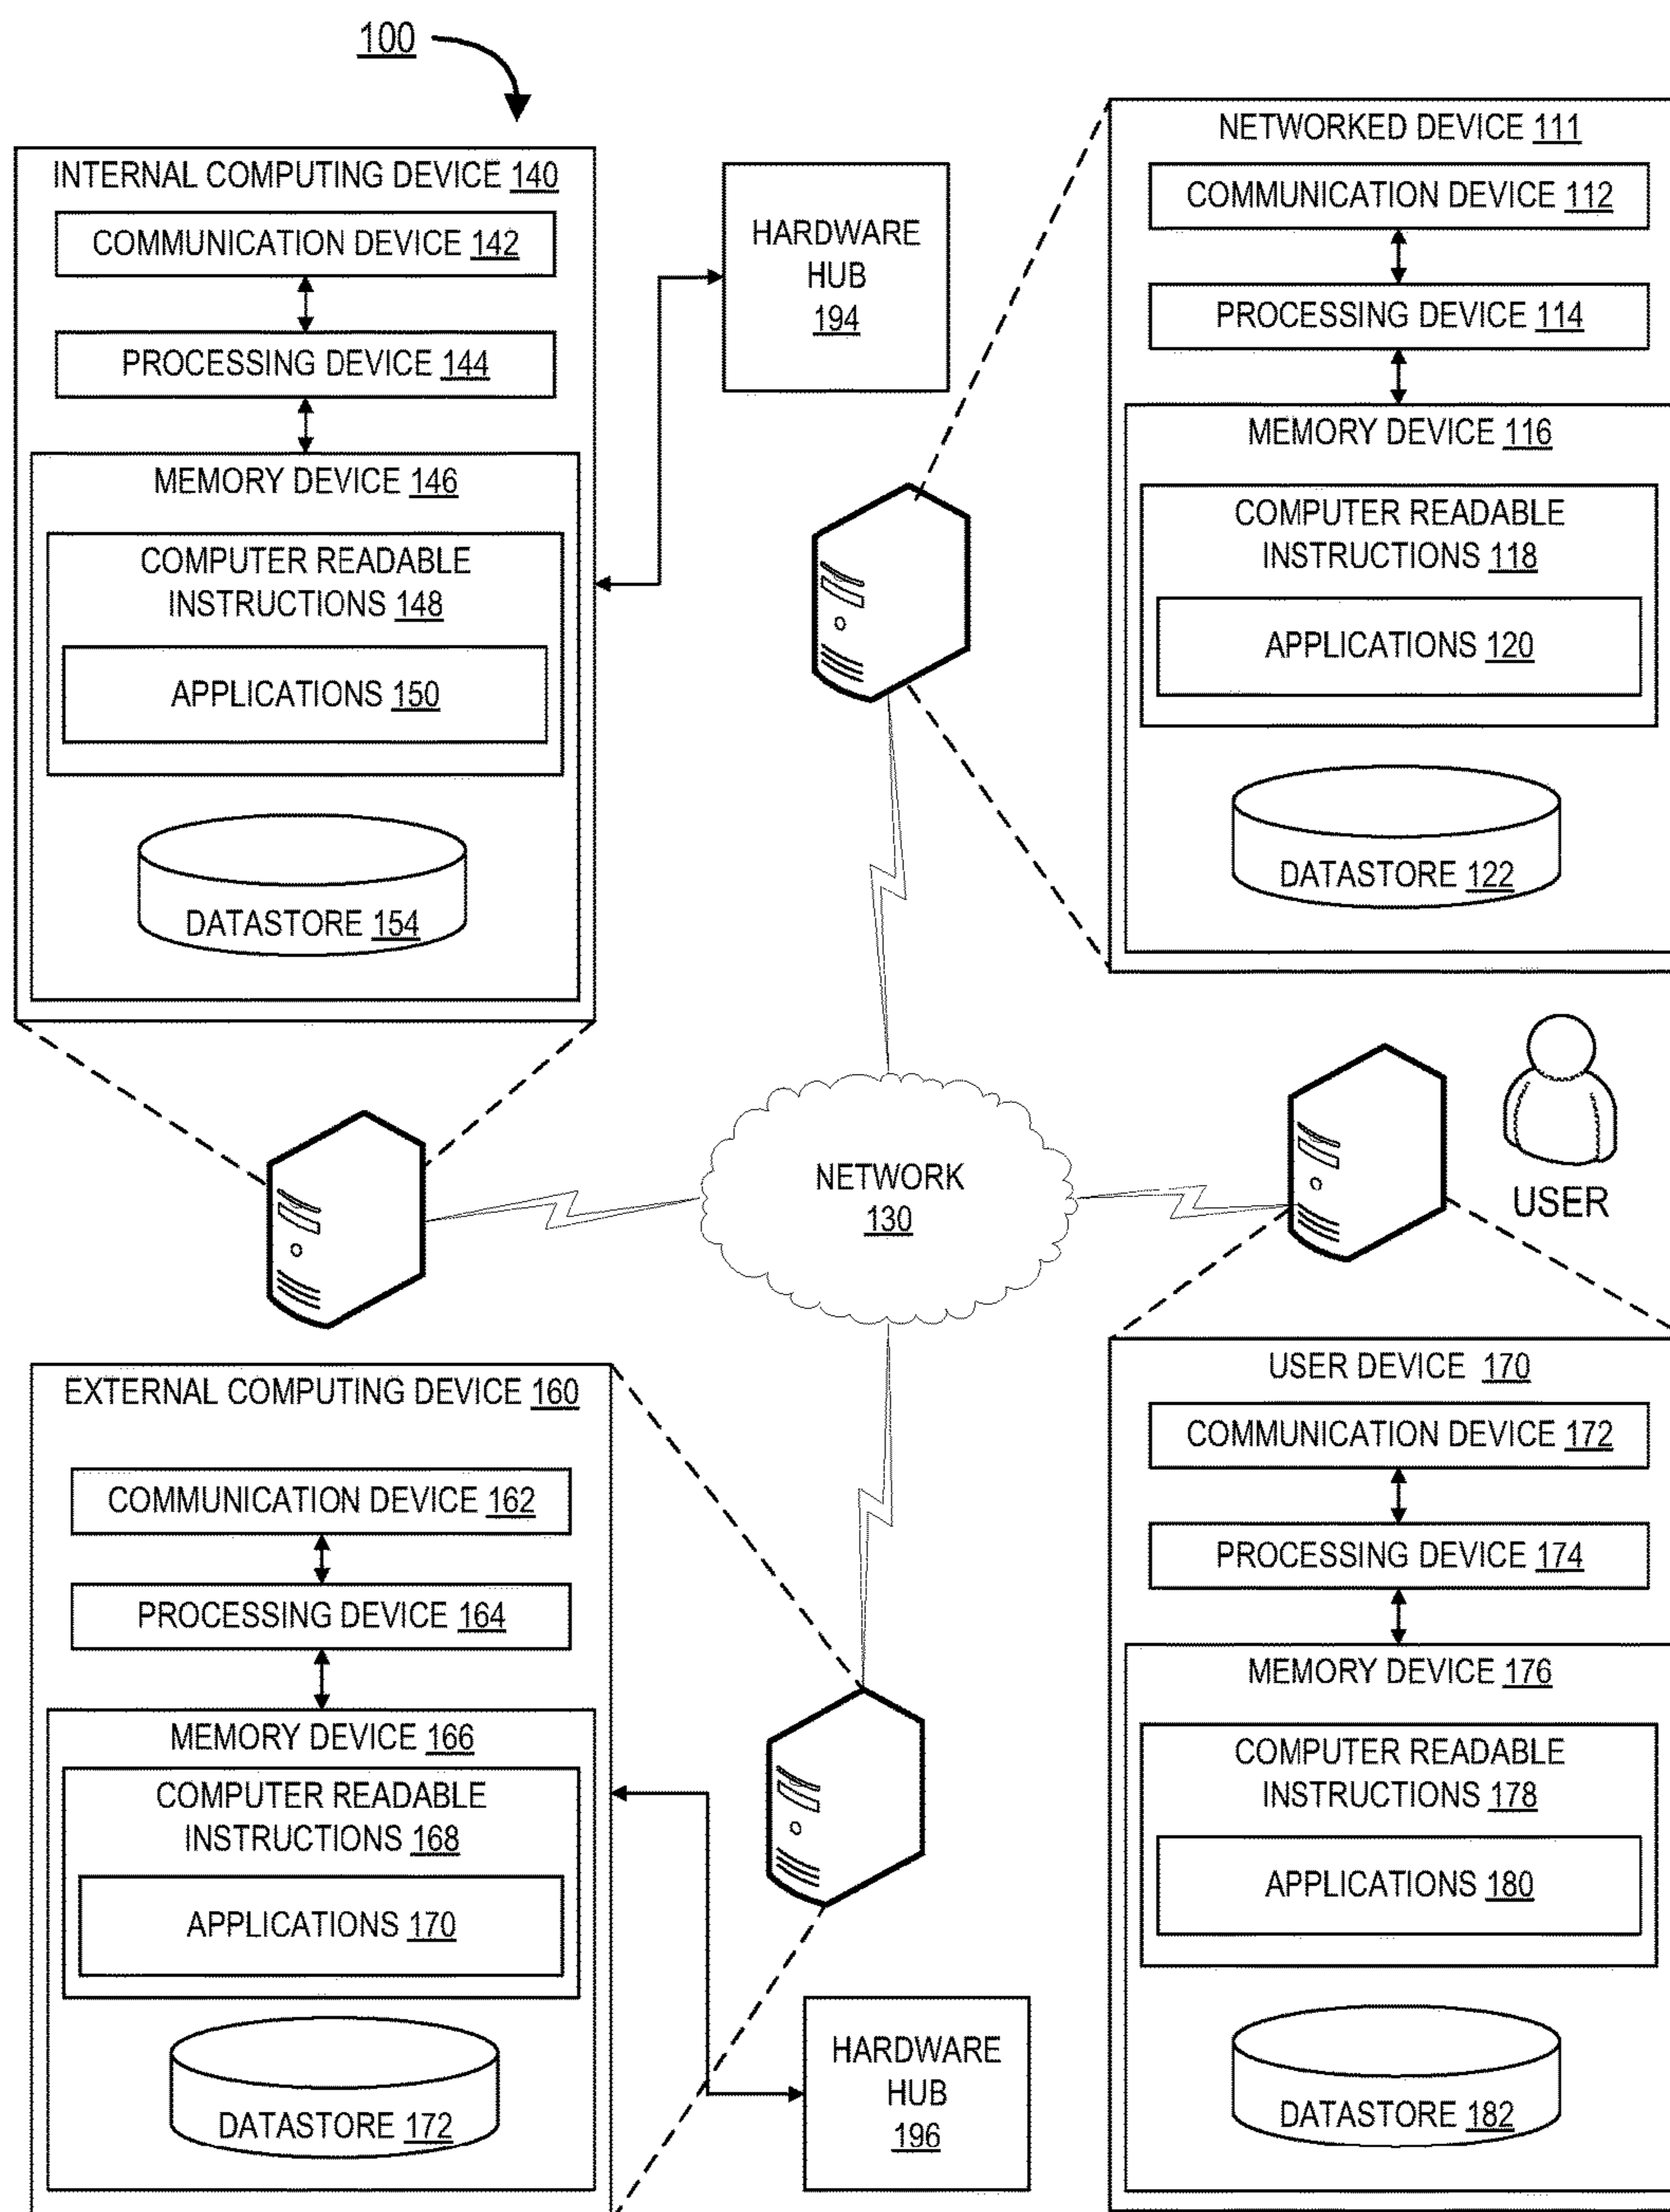 100
INTERNAL COMPUTING DEVICE 140
COMMUNICATION DEVICE 142
PROCESSING DEVICE 144
MEMORY DEVICE 146
COMPUTER READABLE
INSTRUCTIONS 148
APPLICATIONS 150
DATASTORE 154
HARDWARE
HUB
194
NETWORKED DEVICE 111
COMMUNICATION DEVICE 112
PROCESSING DEVICE 114
MEMORY DEVICE 116
COMPUTER READABLE
INSTRUCTIONS 118
APPLICATIONS 120
DATASTORE 122
NETWORK
130
USER
EXTERNAL COMPUTING DEVICE 160
COMMUNICATION DEVICE 162
PROCESSING DEVICE 164
MEMORY DEVICE 166
COMPUTER READABLE
INSTRUCTIONS 168
APPLICATIONS 170
DATASTORE 172
HARDWARE
HUB
196
USER DEVICE 170
COMMUNICATION DEVICE 172
PROCESSING DEVICE 174
MEMORY DEVICE 176
COMPUTER READABLE
INSTRUCTIONS 178
APPLICATIONS 180
DATASTORE 182